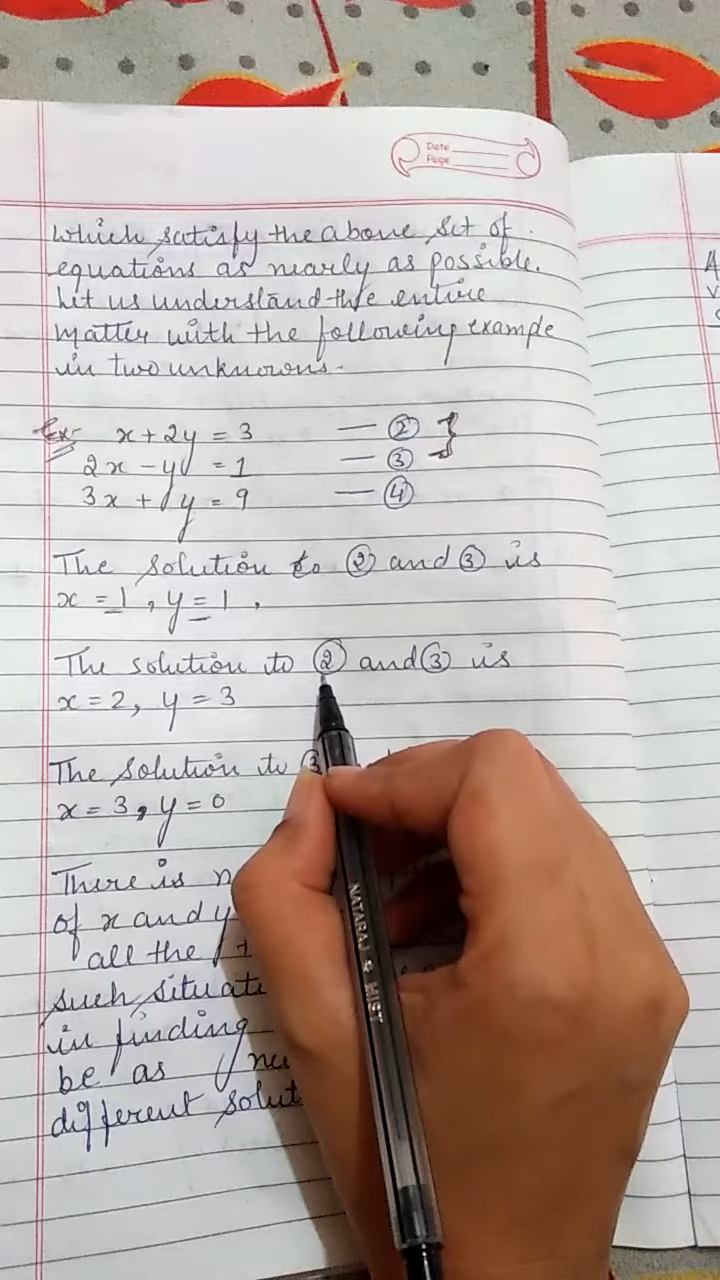 Date
Page
which satisfy the above set of
equations as nearly as possible.
Let us understand the entire
matter with the following example
in two unknowns.
Ex:- x + 2y = 3 — ②
2x - y = 1 — ③
3x + y = 9 — ④
The solution to ② and ③ is
x = 1, y = 1,
The solution to ② and ③ is
x = 2, y = 3
The solution to ③
x = 3, y = 0
There is
of x and y
all the
such, situati
in finding
be as
different solut
NATARAJ MIST